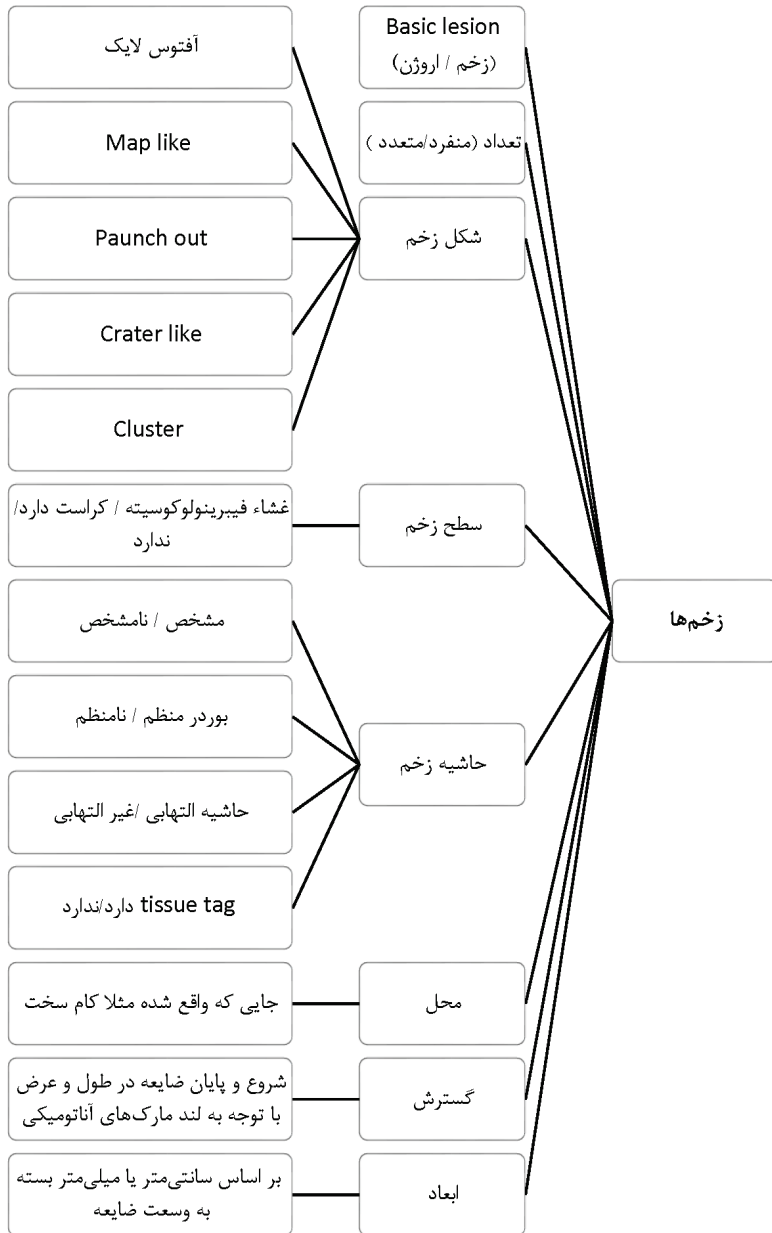 زخم‌ها
Basic lesion
(زخم / اروژن)
تعداد (منفرد/متعدد )
شکل زخم
آفتوس لایک
Map like
Paunch out
Crater like
Cluster
سطح زخم
غشاء فیبرینولوکوسیته / کراست دارد/
ندارد
حاشیه زخم
مشخص / نامشخص
بوردر منظم / نامنظم
حاشیه التهابی /غیر التهابی
tissue tag دارد/ندارد
محل
جایی که واقع شده مثلا کام سخت
گسترش
شروع و پایان ضایعه در طول و عرض
با توجه به لند مارک‌های آناتومیکی
ابعاد
بر اساس سانتی‌متر یا میلی‌متر بسته
به وسعت ضایعه